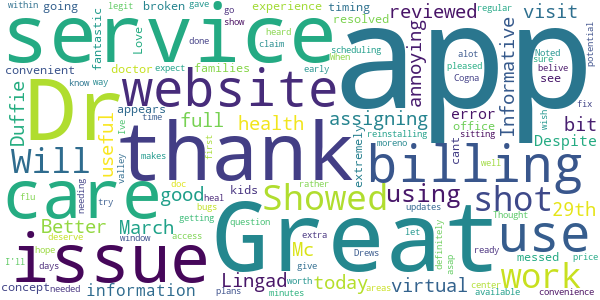 within going broken gave go timing reviewed visit
legit experience show resolved
service app
fantastic Love done heard claim scheduling When
convenient doctor expect families early
know way
Duffie Dr website annoying Informative Noted sure potential
appears assigning error pleased Cogna belive see
alot bit
useful live time full health office sitting fix
thank reinstalling cant Despite
makes valley first extremely moreno wish
Will billing well
needing doc kids rather using shot 29th
care good Showed
flu heal bugs updates Thought
try getting question let definitely
Better March Mc Drews use
deserve access extra ready messed price
I'll hope window Great asap
issue Lingad today give worth areas virtual work
days plans minutes center available convenience
concept needed information